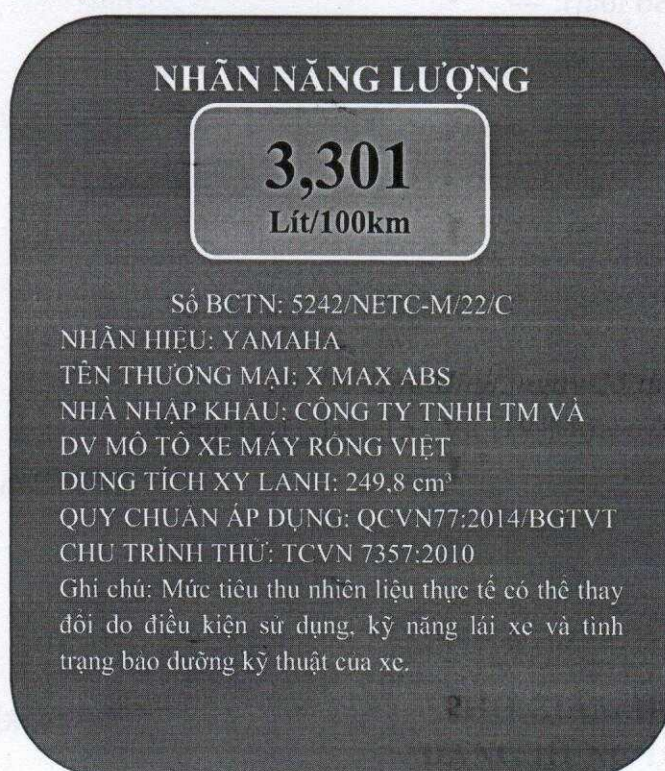 NHÃN NĂNG LƯỢNG
3,301
Lít/100km
Số BCTN: 5242/NETC-M/22/C
NHÃN HIỆU: YAMAHA
TÊN THƯƠNG MẠI: X MAX ABS
NHÀ NHẬP KHẨU: CÔNG TY TNHH TM VÀ
DV MÔ TÔ XE MÁY RỒNG VIỆT
DUNG TÍCH XY LANH: 249,8 cm³
QUY CHUẨN ÁP DỤNG: QCVN77:2014/BGTVT
CHU TRÌNH THỬ: TCVN 7357:2010
Ghi chú: Mức tiêu thụ nhiên liệu thực tế có thể thay
đổi do điều kiện sử dụng, kỹ năng lái xe và tình
trạng bảo dưỡng kỹ thuật của xe.